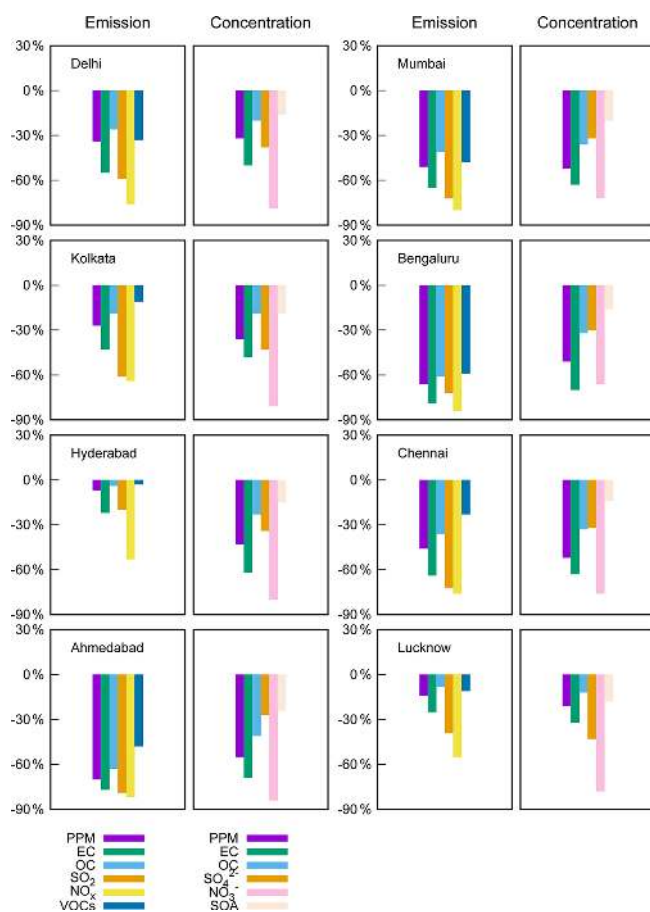 Emission Concentration Emission Concentration
30 % 30 %
Delhi Mumbai
0 % 0 %
-30 % -30 %
-60 % -60 %
-90 % -90 %
30 % 30 %
Kolkata Bengaluru
0 % 0 %
-30 % -30 %
-60 % -60 %
-90 % -90 %
30 % 30 %
Hyderabad Chennai
0 % 0 %
-30 % -30 %
-60 % -60 %
-90 % -90 %
30 % 30 %
Ahmedabad Lucknow
0 % 0 %
-30 % -30 %
-60 % -60 %
-90 % -90 %
PPM PPM
EC EC
OC OC
SO₂ SO₄²⁻
NOₓ NO₃⁻
VOCs SOA